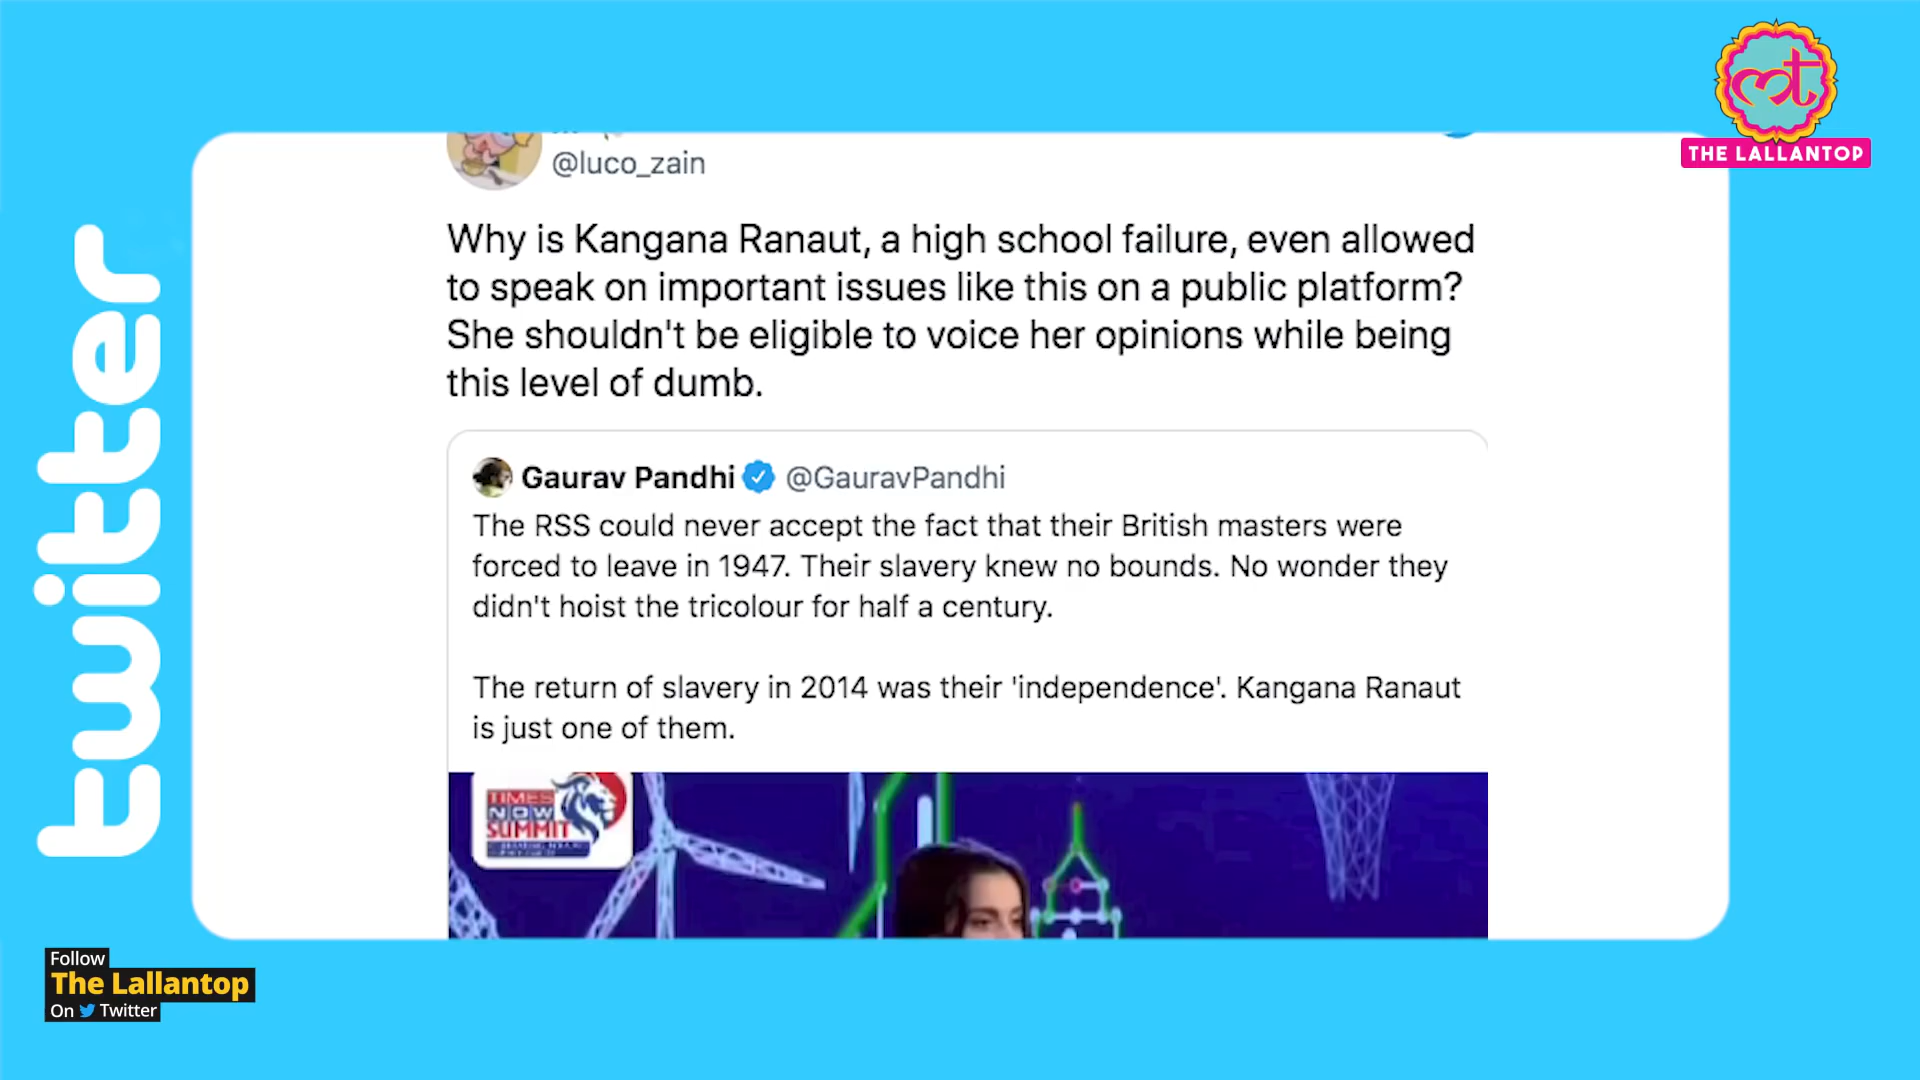 THE LALLANTOP
twitter
@luco_zain
Why is Kangana Ranaut, a high school failure, even allowed
to speak on important issues like this on a public platform?
She shouldn't be eligible to voice her opinions while being
this level of dumb.
Gaurav Pandhi @GauravPandhi
The RSS could never accept the fact that their British masters were
forced to leave in 1947. Their slavery knew no bounds. No wonder they
didn't hoist the tricolour for half a century.
The return of slavery in 2014 was their 'independence'. Kangana Ranaut
is just one of them.
TIMES
NOW
SUMMIT
Follow
The Lallantop
On Twitter